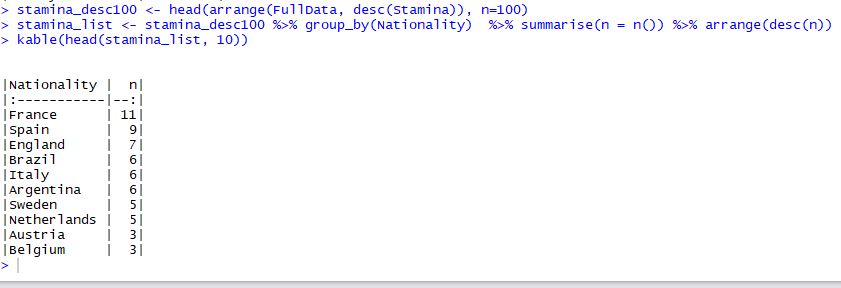 > stamina_desc100 <- head(arrange(FullData, desc(Stamina)), n=100)
> stamina_list <- stamina_desc100 %>% group_by(Nationality)  %>% summarise(n = n()) %>% arrange(desc(n))
> kable(head(stamina_list, 10))
|Nationality |  n|
|:-----------|--:|
|France      | 11|
|Spain       |  9|
|England     |  7|
|Brazil      |  6|
|Italy       |  6|
|Argentina   |  6|
|Sweden      |  5|
|Netherlands |  5|
|Austria     |  3|
|Belgium     |  3|
>